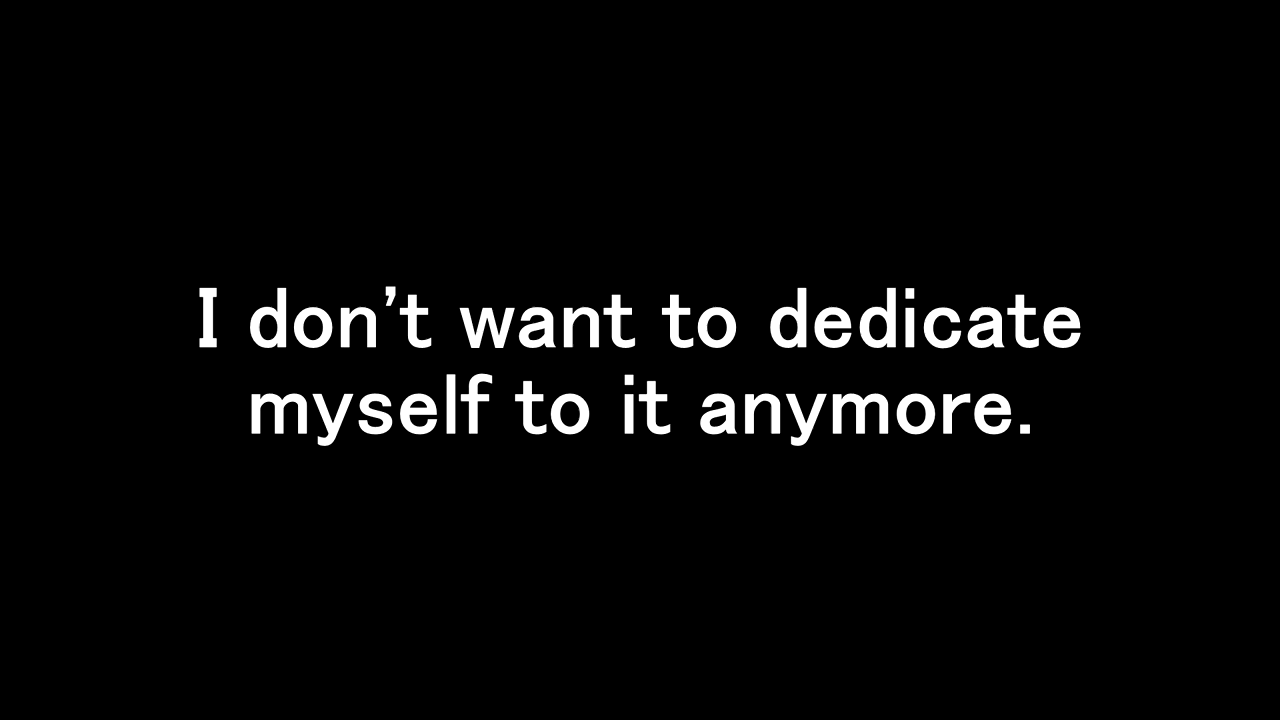 I don’t want to dedicate
myself to it anymore.